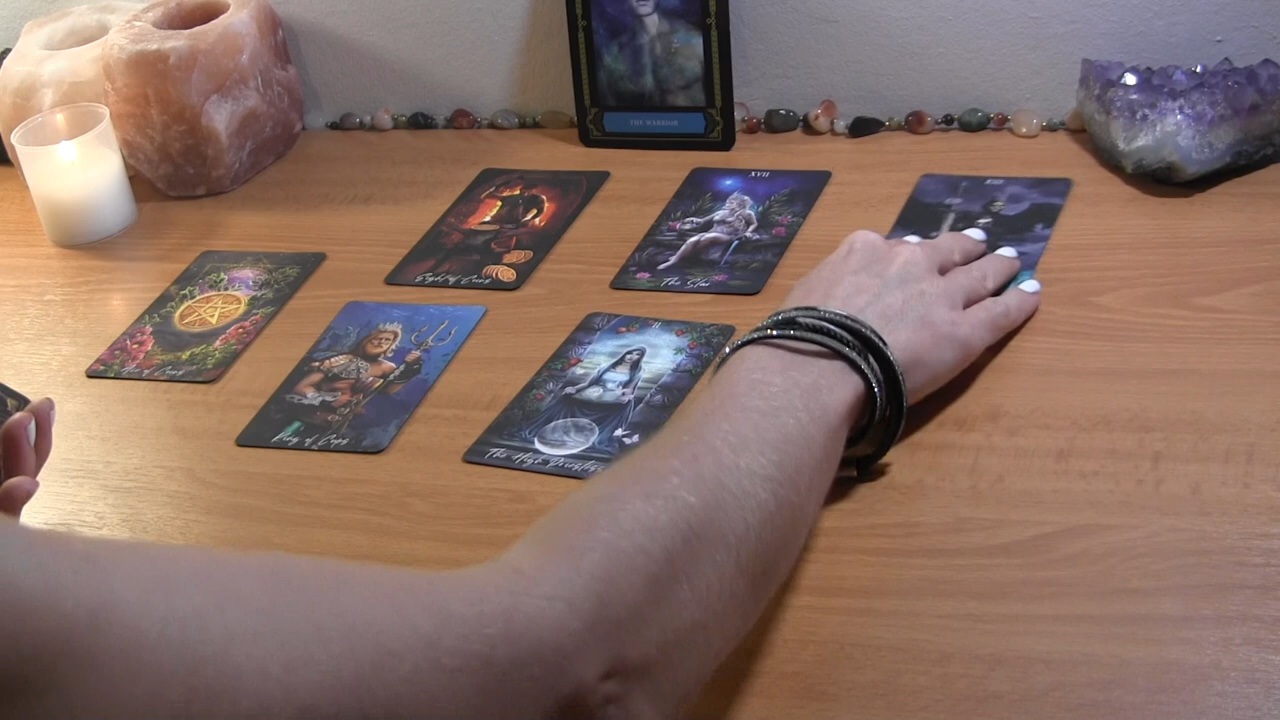 THE WARRIOR
XVII
Eight of Coins
The Star
II
King of Cups
The High Priestess